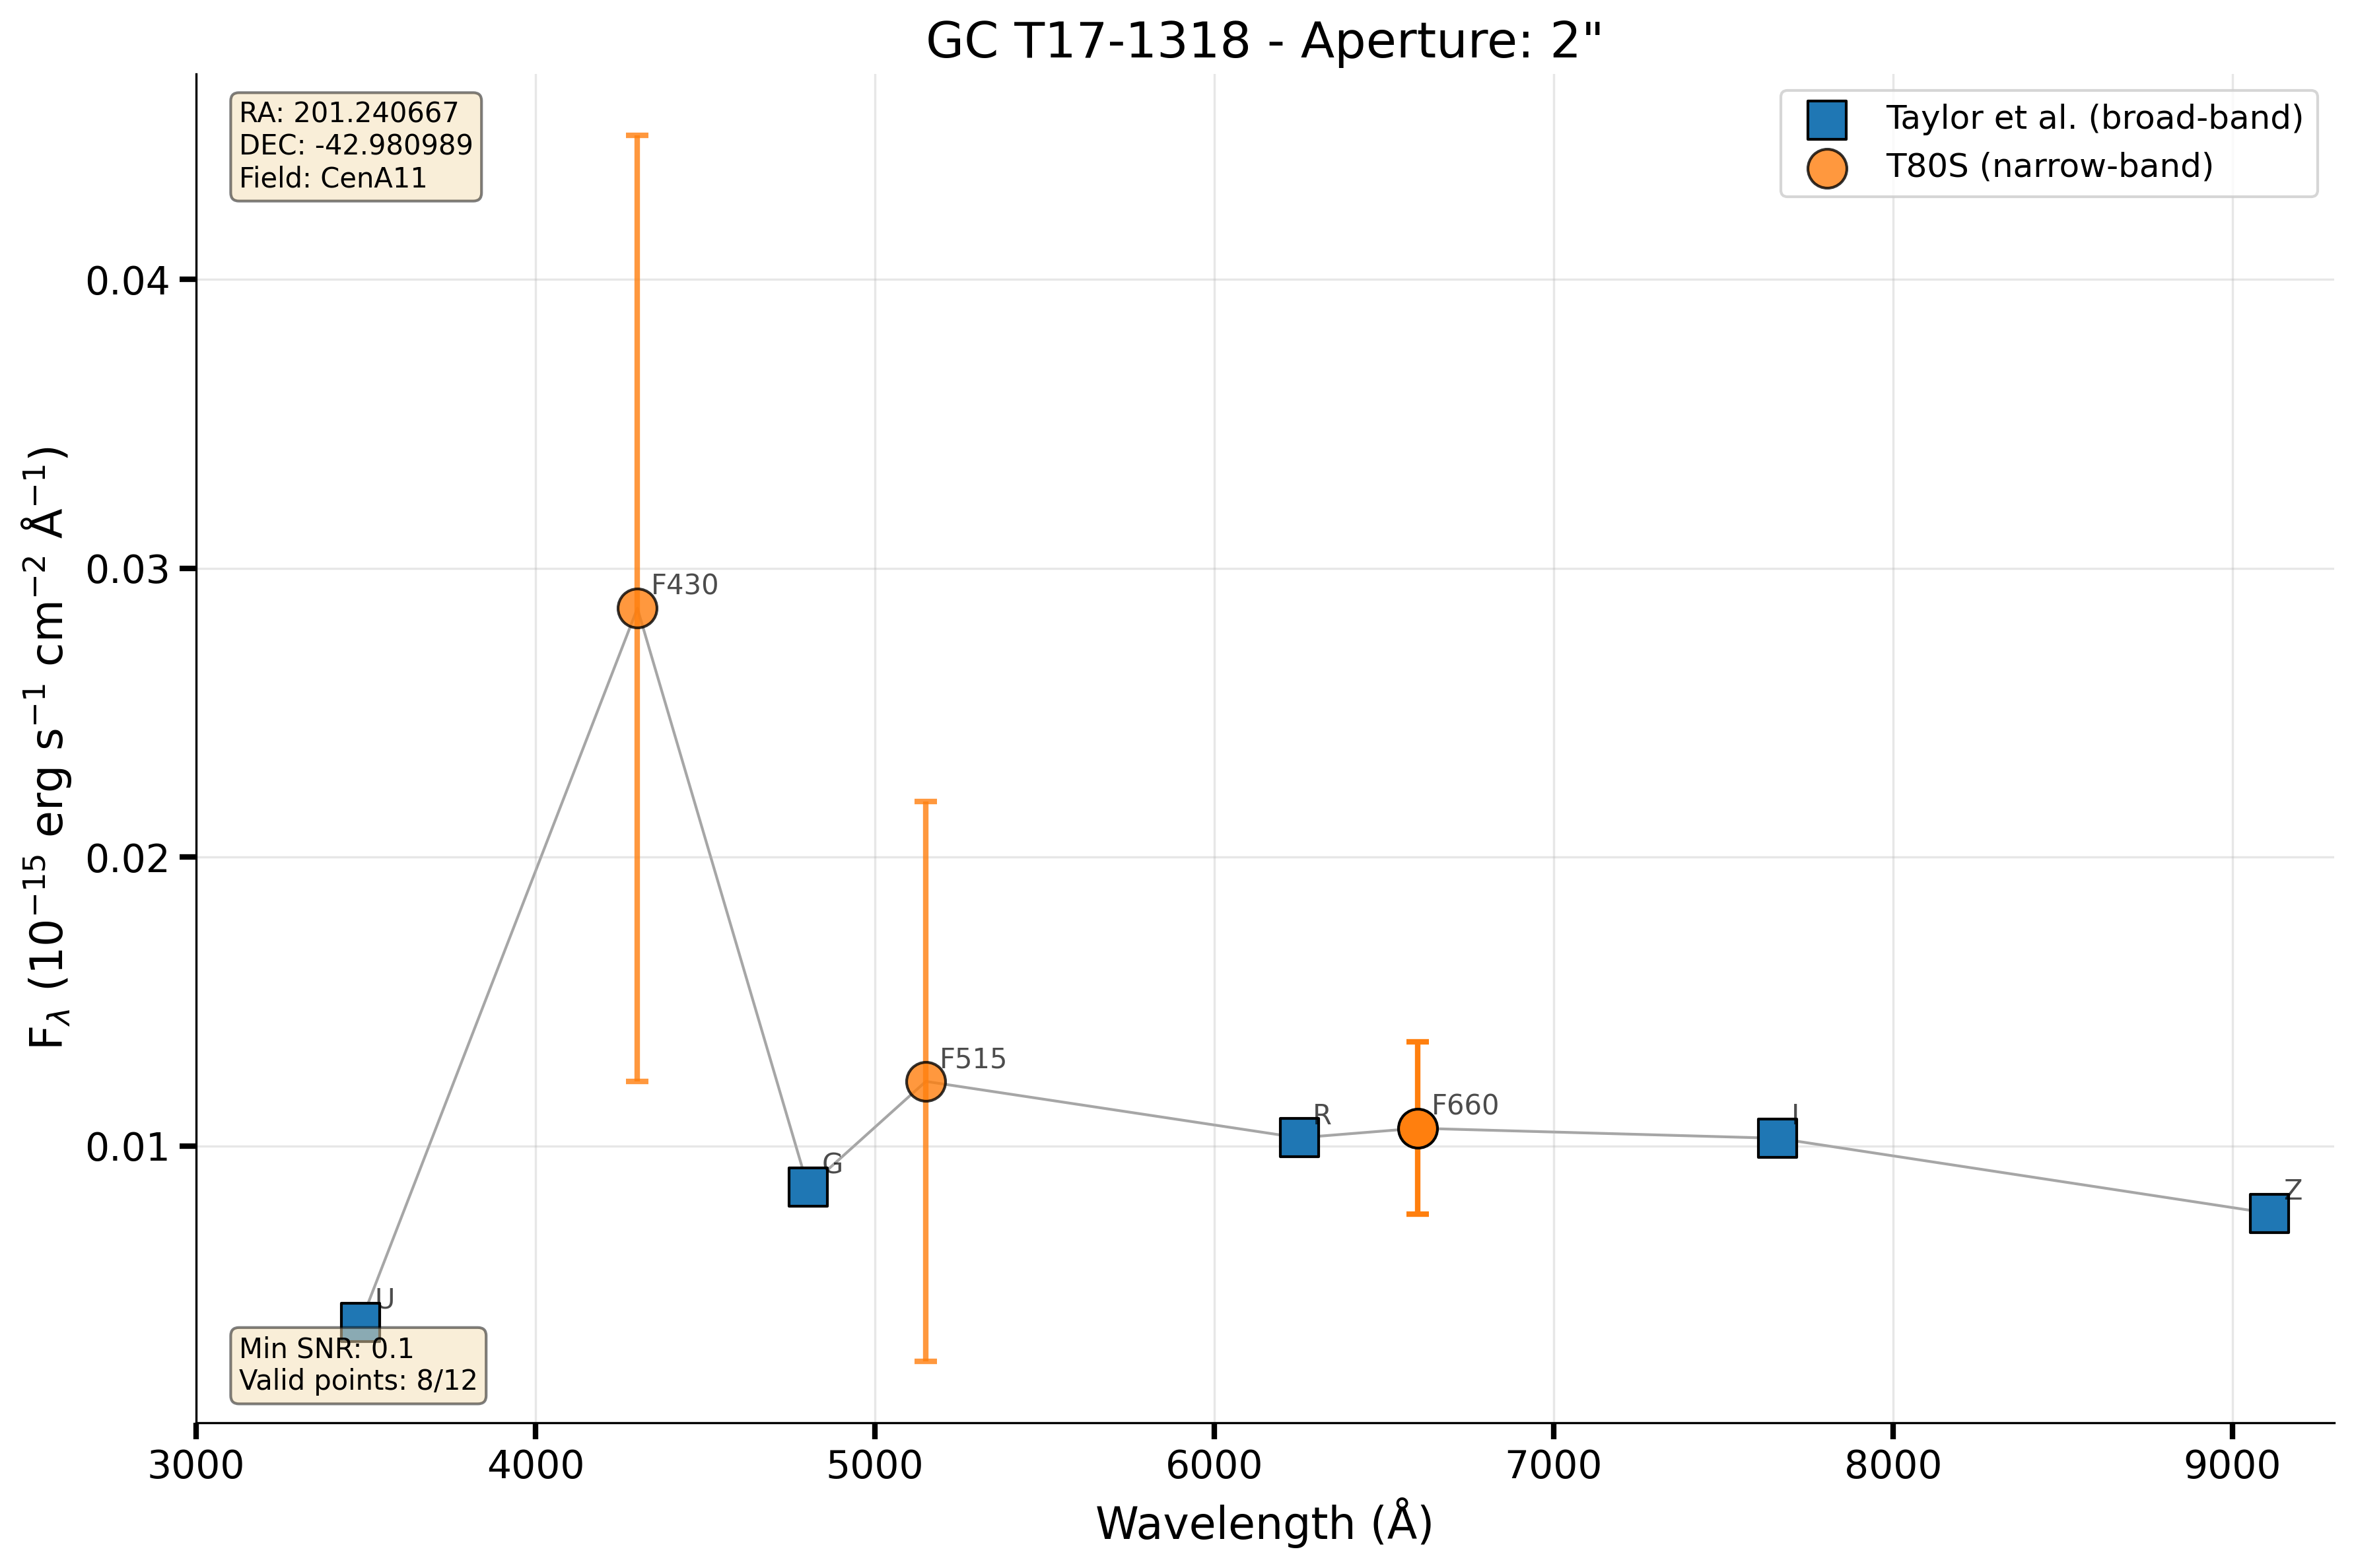 GC T17-1318 - Aperture: 2"
RA: 201.240667
DEC: -42.980989
Field: CenA11
Taylor et al. (broad-band)
T80S (narrow-band)
F430
F515
F660
R
I
G
Z
U
Min SNR: 0.1
Valid points: 8/12
0.04
0.03
0.02
0.01
F_λ (10⁻¹⁵ erg s⁻¹ cm⁻² Å⁻¹)
3000 4000 5000 6000 7000 8000 9000
Wavelength (Å)